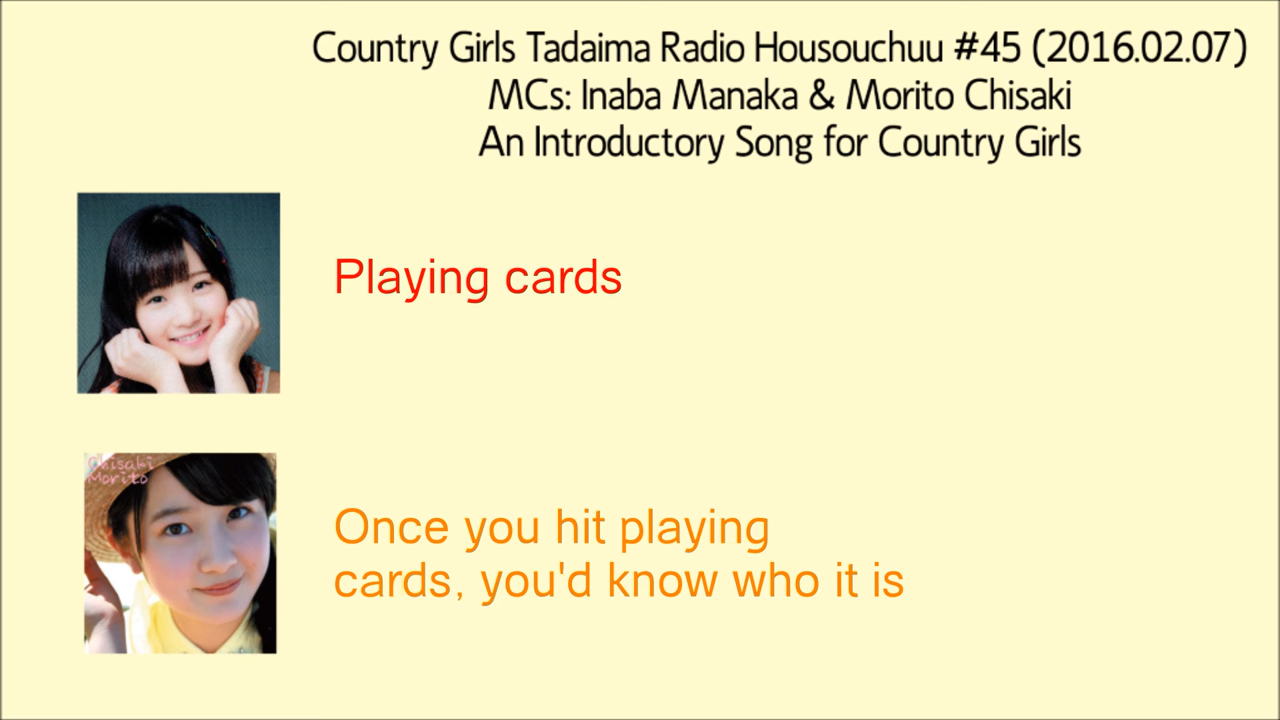 Country Girls Tadaima Radio Housouchuu #45 (2016.02.07)
MCs: Inaba Manaka & Morito Chisaki
An Introductory Song for Country Girls
Playing cards
Chisaki
Morito
Once you hit playing
cards, you'd know who it is